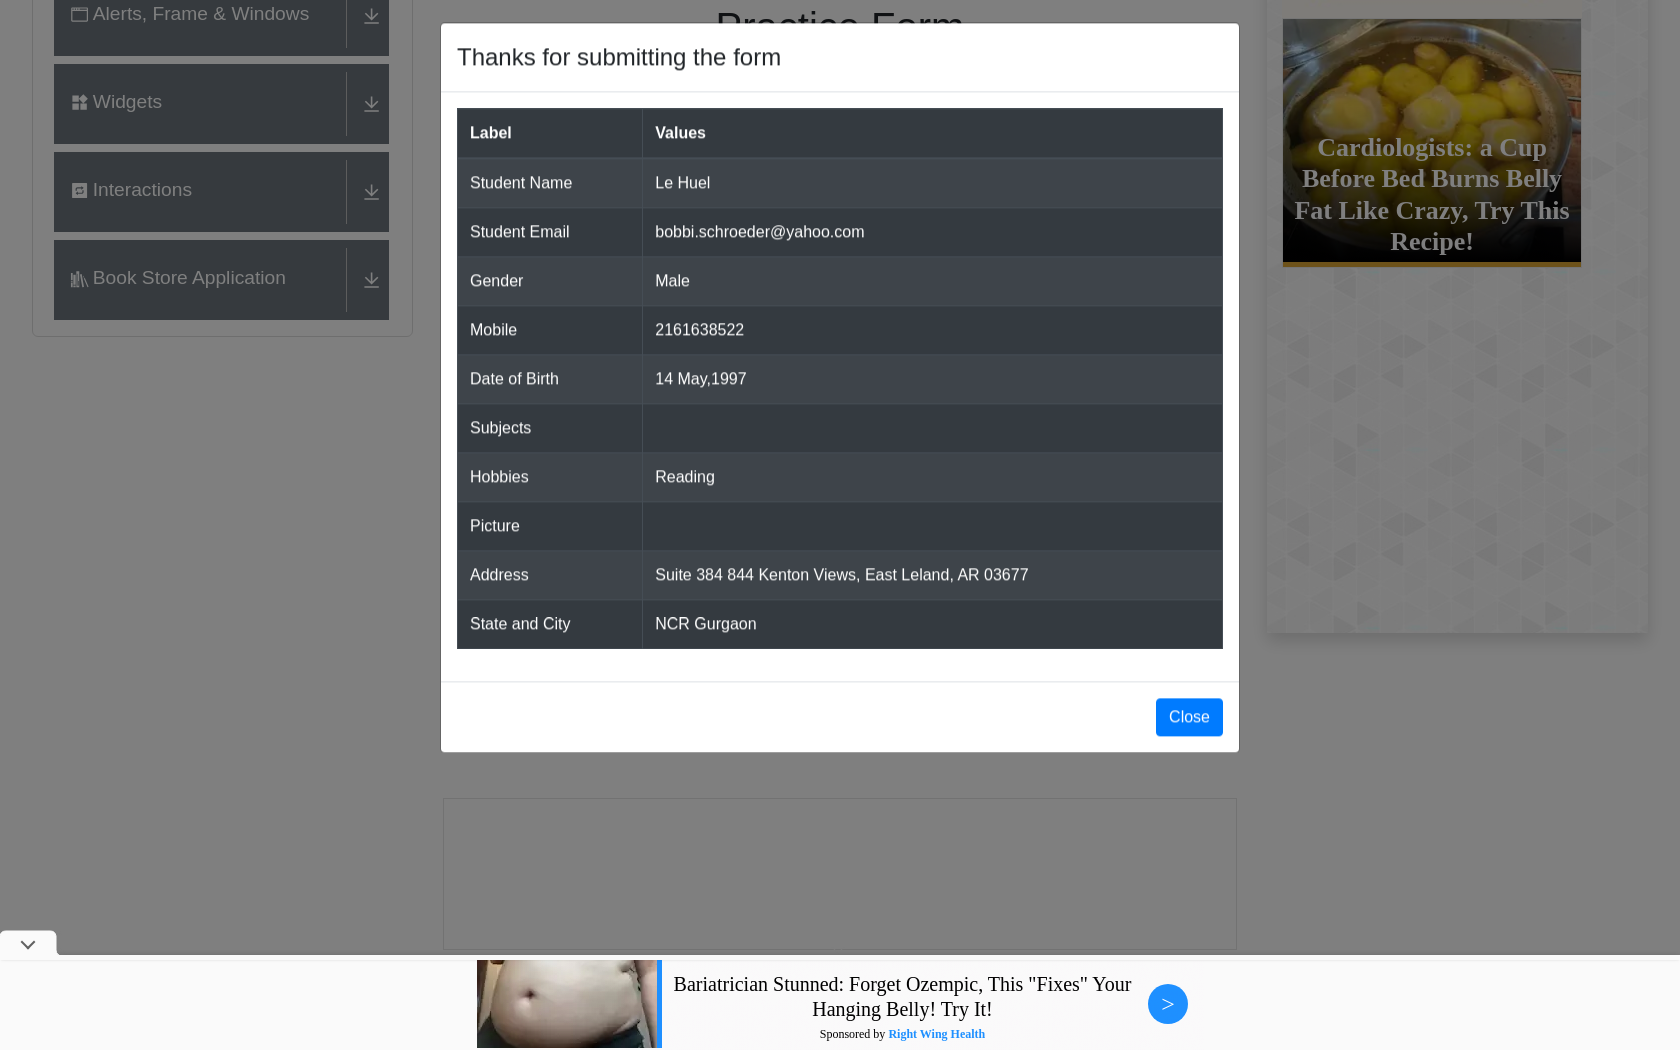 Alerts, Frame & Windows
Widgets
Interactions
Book Store Application
Thanks for submitting the form
Label Values
Student Name Le Huel
Student Email bobbi.schroeder@yahoo.com
Gender Male
Mobile 2161638522
Date of Birth 14 May,1997
Subjects
Hobbies Reading
Picture
Address Suite 384 844 Kenton Views, East Leland, AR 03677
State and City NCR Gurgaon
Close
Cardiologists: a Cup
Before Bed Burns Belly
Fat Like Crazy, Try This
Recipe!
Bariatrician Stunned: Forget Ozempic, This "Fixes" Your
Hanging Belly! Try It!
Sponsored by Right Wing Health
>